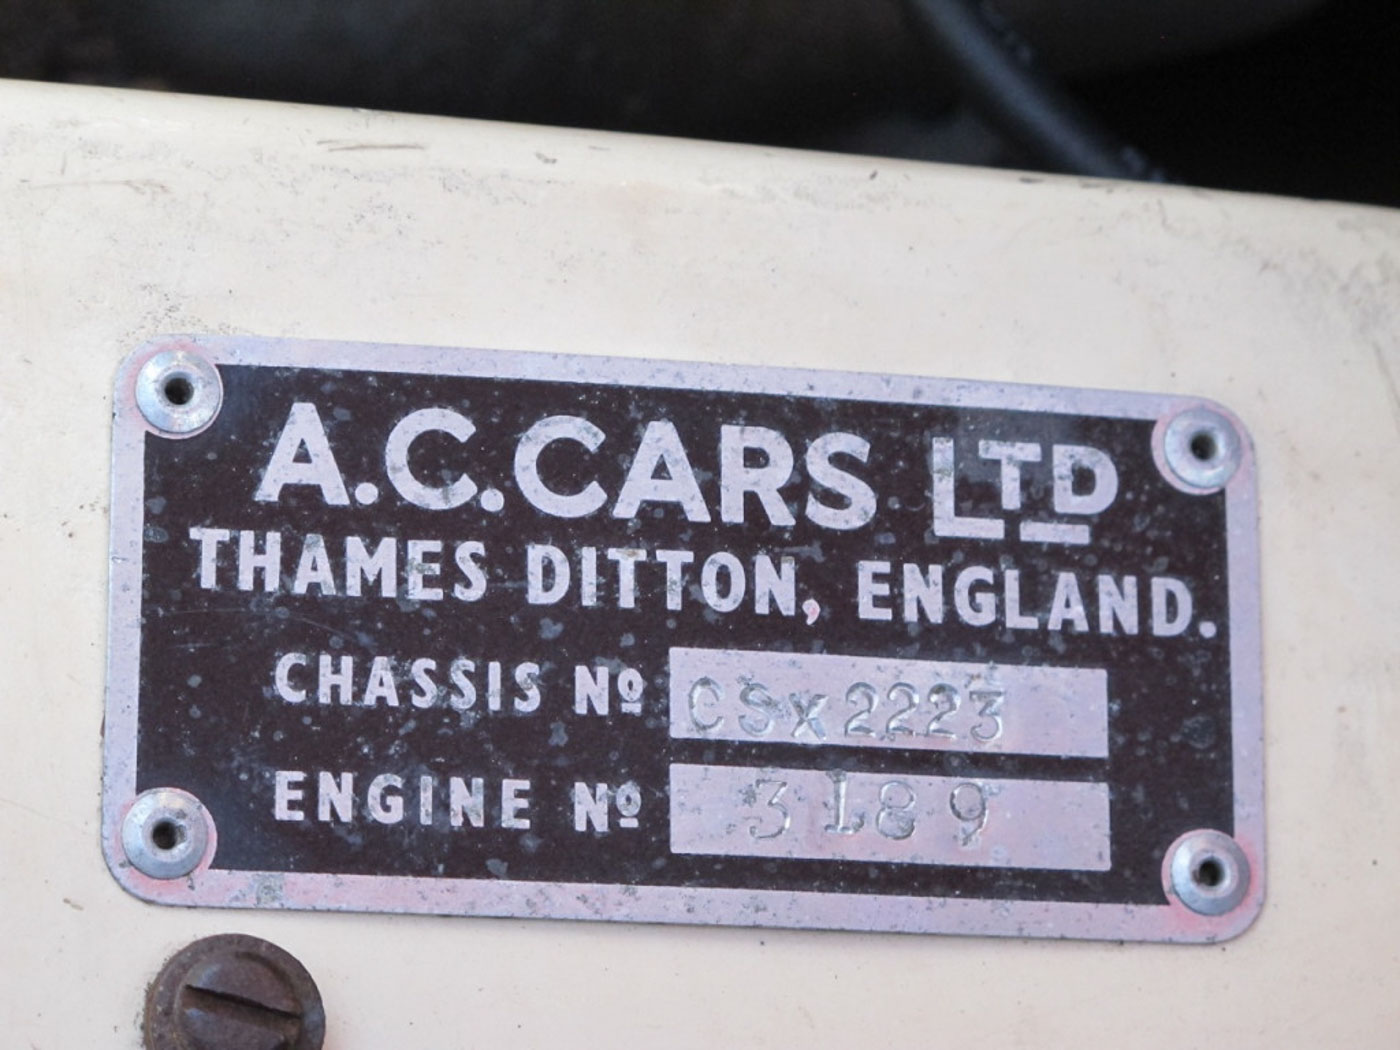 A.C.CARS LTD
THAMES DITTON, ENGLAND.
CHASSIS Nº CSx2223
ENGINE Nº 3189